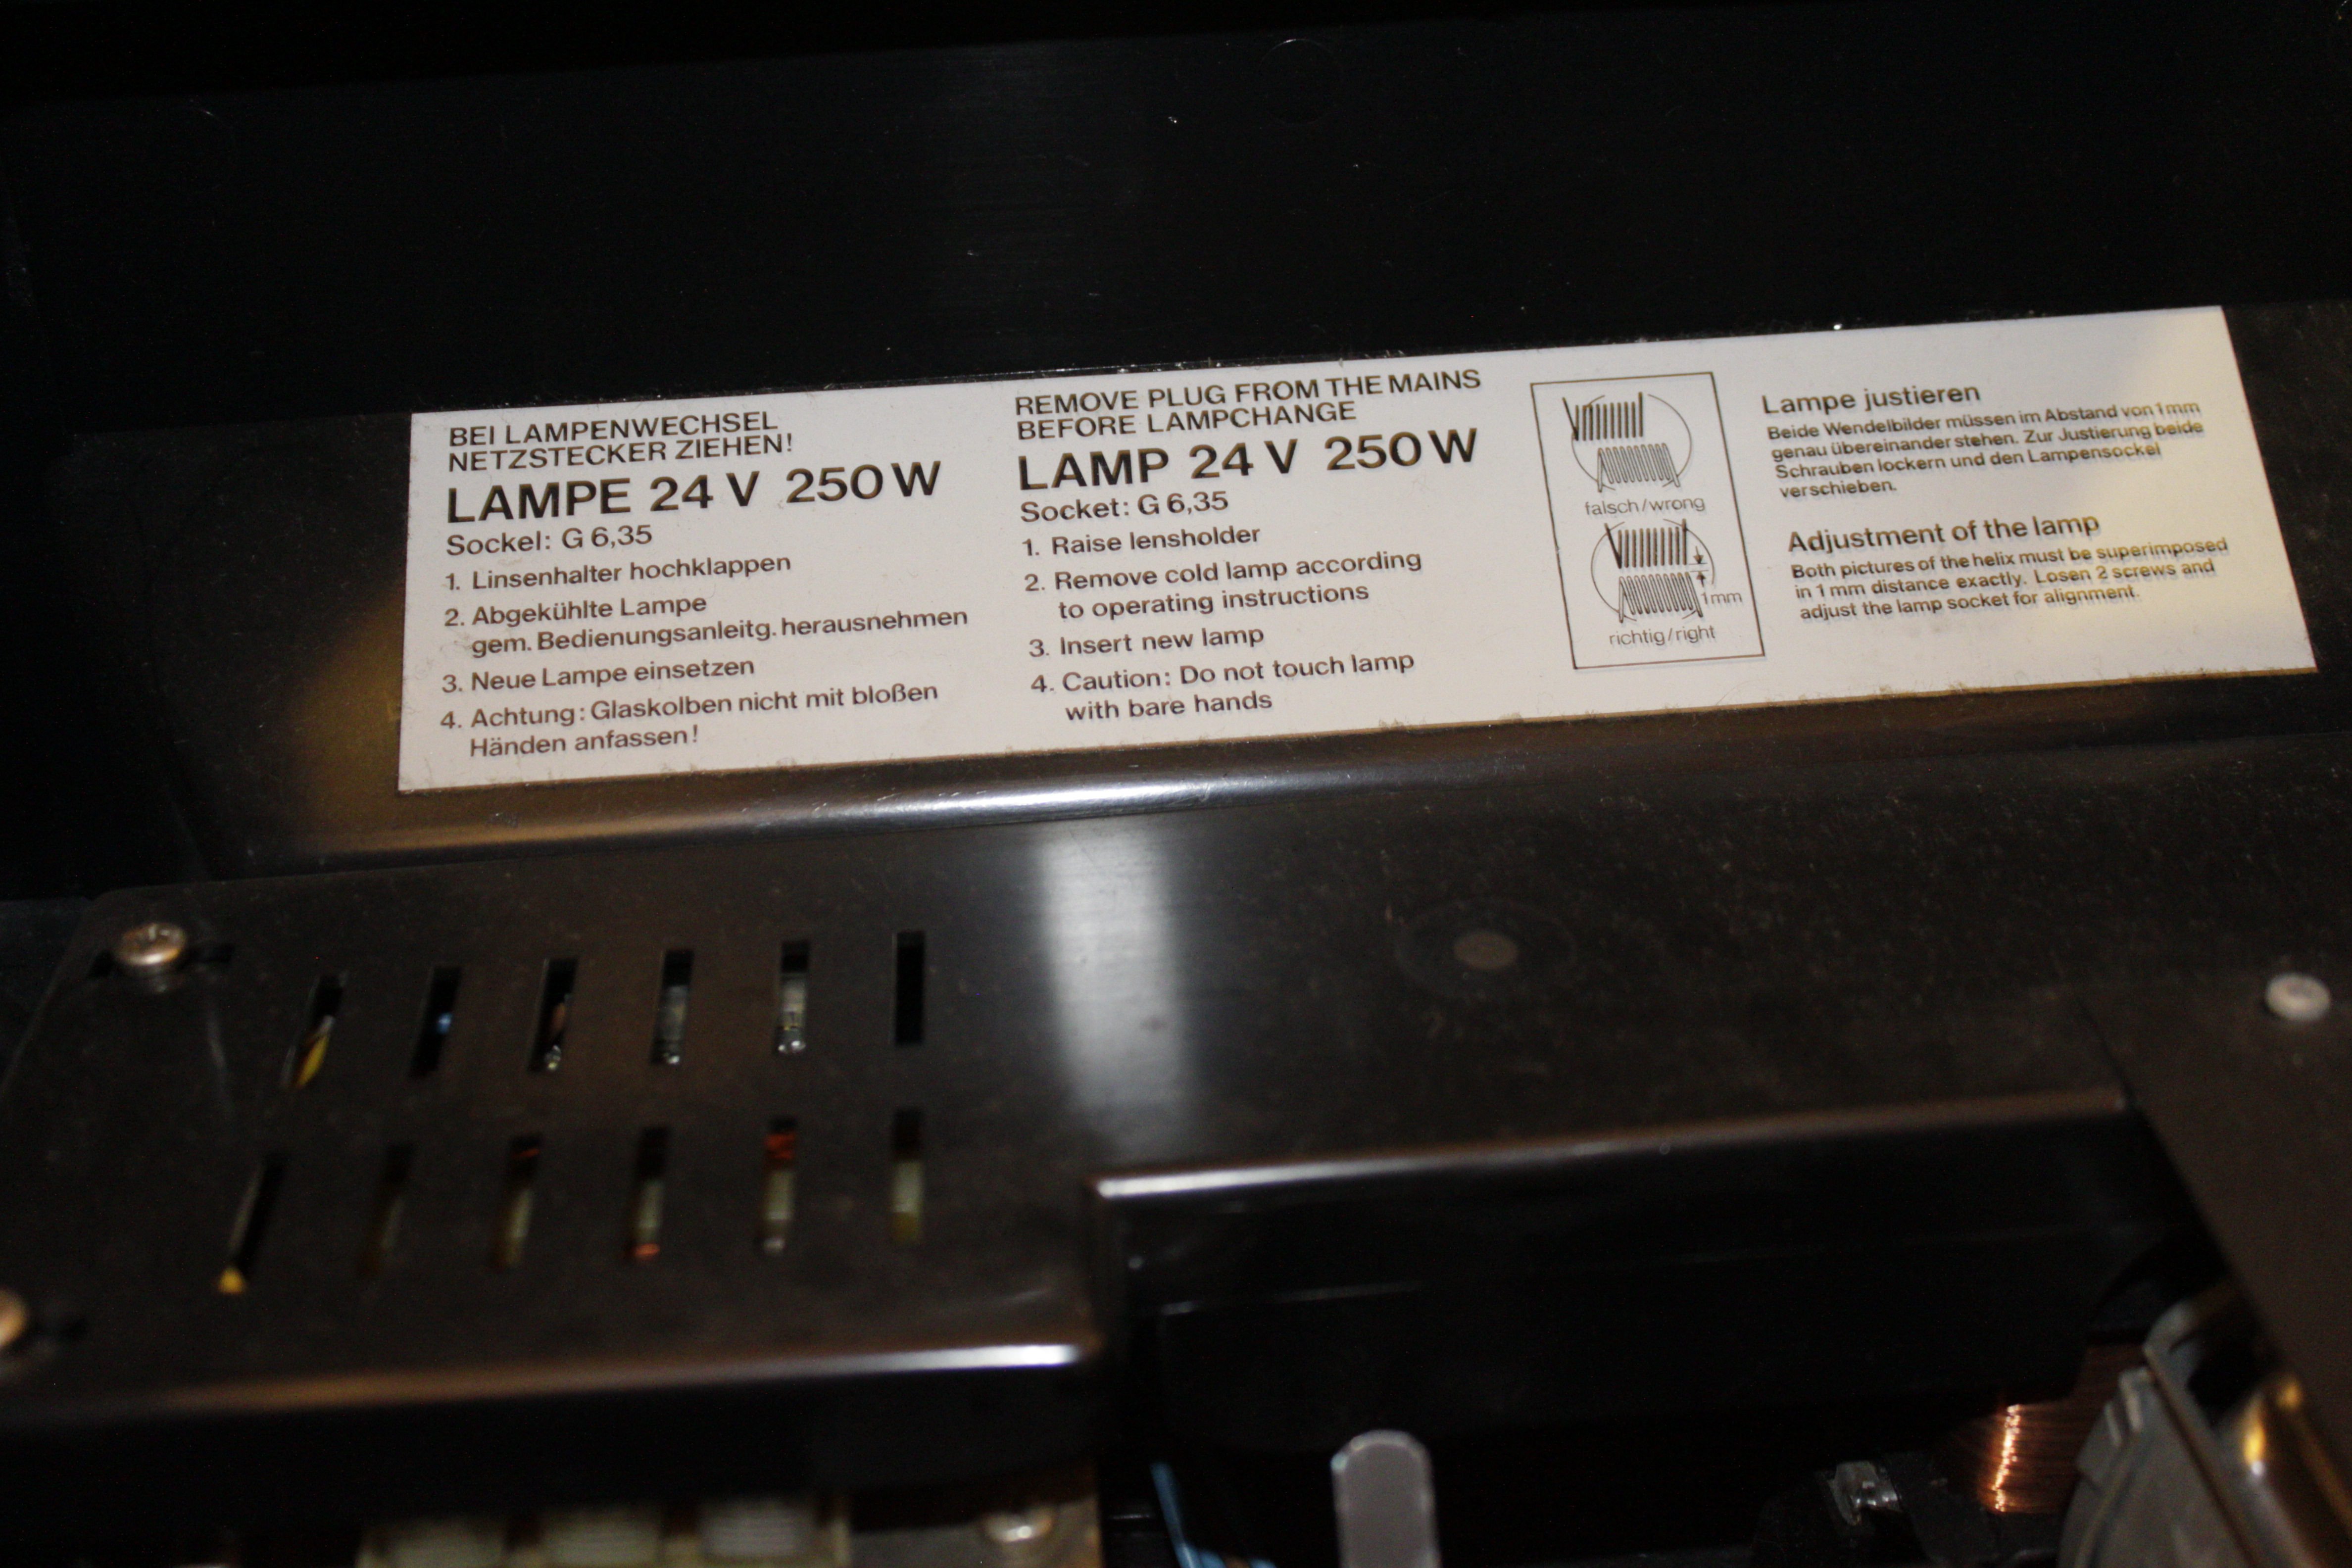 BEI LAMPENWECHSEL
NETZSTECKER ZIEHEN!
LAMPE 24 V 250 W
Sockel: G 6,35
1. Linsenhalter hochklappen
2. Abgekühlte Lampe
gem. Bedienungsanleitg. herausnehmen
3. Neue Lampe einsetzen
4. Achtung: Glaskolben nicht mit bloßen
Händen anfassen!
REMOVE PLUG FROM THE MAINS
BEFORE LAMPCHANGE
LAMP 24 V 250 W
Socket: G 6,35
1. Raise lensholder
2. Remove cold lamp according
to operating instructions
3. Insert new lamp
4. Caution: Do not touch lamp
with bare hands
falsch/wrong
1mm
richtig/right
Lampe justieren
Beide Wendelbilder müssen im Abstand von 1mm
genau übereinander stehen. Zur Justierung beide
Schrauben lockern und den Lampensockel
verschieben.
Adjustment of the lamp
Both pictures of the helix must be superimposed
in 1 mm distance exactly. Losen 2 screws and
adjust the lamp socket for alignment.